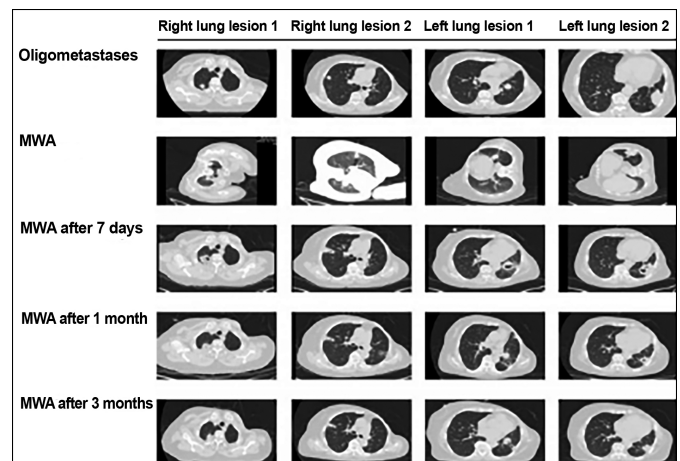 Right lung lesion 1 Right lung lesion 2 Left lung lesion 1 Left lung lesion 2
Oligometastases
MWA
MWA after 7 days
MWA after 1 month
MWA after 3 months